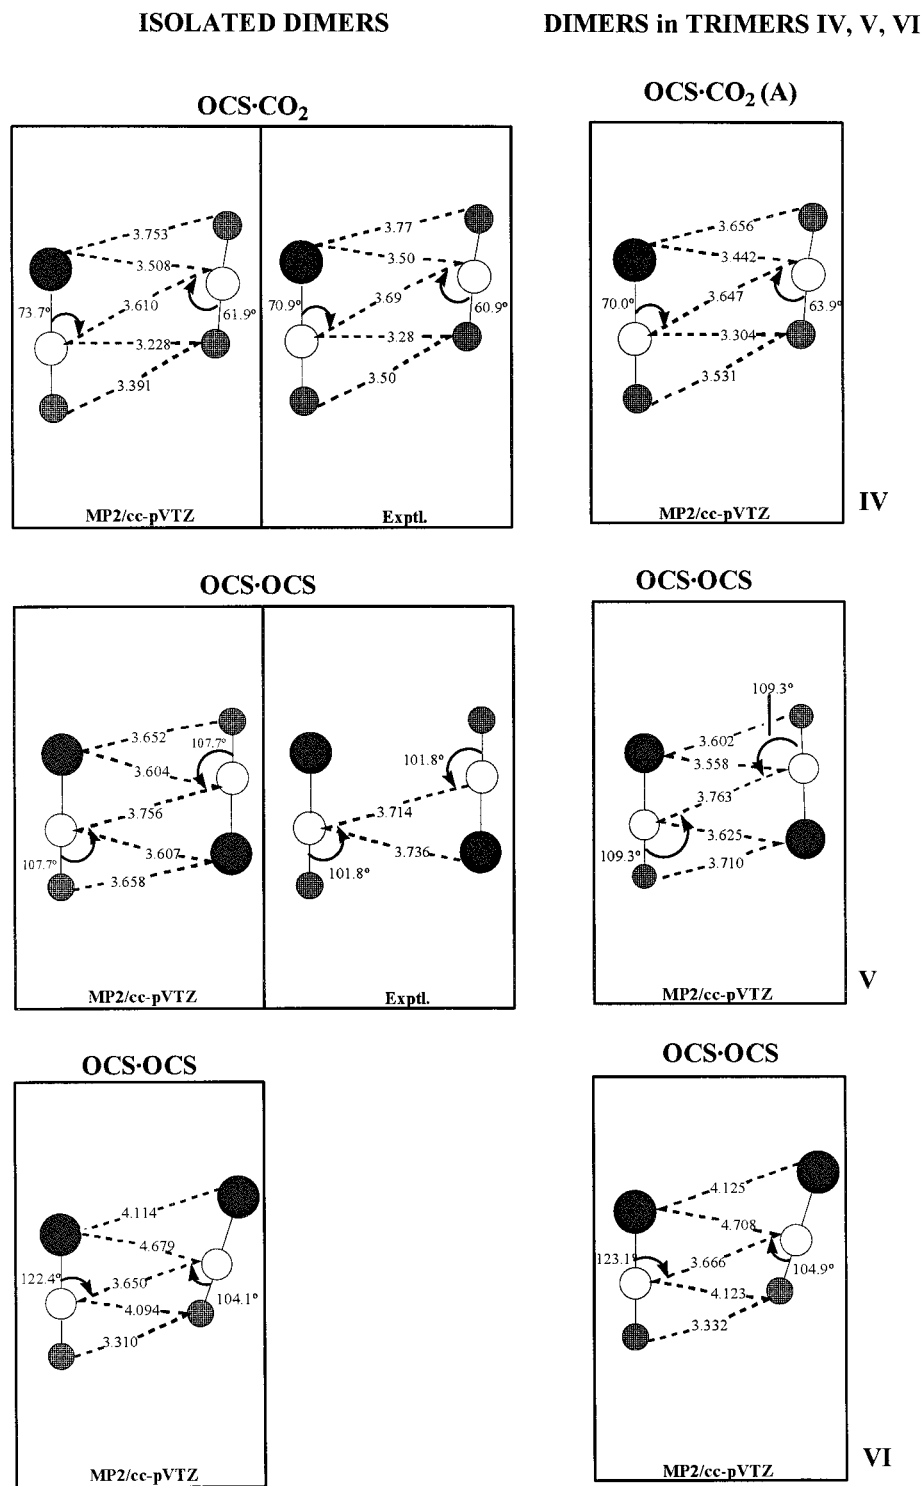 ISOLATED DIMERS
DIMERS in TRIMERS IV, V, VI
OCS·CO2
OCS·CO2 (A)
3.753
3.508
73.7°
3.610
61.9°
3.228
3.391
MP2/cc-pVTZ
3.77
3.50
70.9°
3.69
60.9°
3.28
3.50
Exptl.
3.656
3.442
70.0°
3.647
63.9°
3.304
3.531
MP2/cc-pVTZ
IV
OCS·OCS
OCS·OCS
3.652
107.7°
3.604
3.756
3.607
107.7°
3.658
MP2/cc-pVTZ
101.8°
3.714
3.736
101.8°
Exptl.
109.3°
3.602
3.558
3.763
3.625
109.3°
3.710
MP2/cc-pVTZ
V
OCS·OCS
OCS·OCS
4.114
4.679
122.4°
3.650
104.1°
4.094
3.310
MP2/cc-pVTZ
4.125
4.708
123.1°
3.666
104.9°
4.123
3.332
MP2/cc-pVTZ
VI